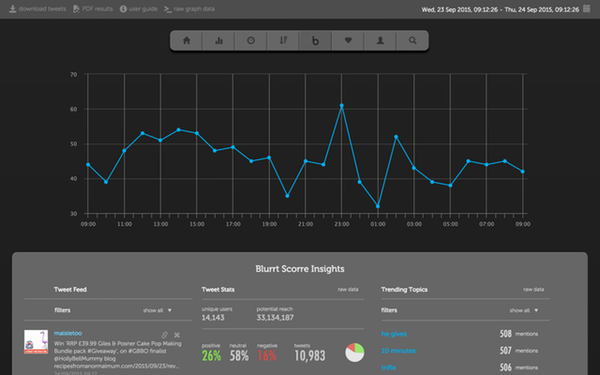 download tweets PDF results user guide raw graph data
Wed, 23 Sep 2015, 09:12:26 - Thu, 24 Sep 2015, 09:12:26
b
70
60
50
40
30
09:00 11:00 13:00 15:00 17:00 19:00 21:00 23:00 01:00 03:00 05:00 07:00 09:00
Blurrt Scorre Insights
Tweet Feed
filters show all
maisietoo
Win 'RRP £39.99 Giles & Posner Cake Pop Making
Bundle pack #Giveaway', on #GBBO finalist
@HollyBellMummy blog
recipesfromanormalmum.com/2015/09/23/rev...
Tweet Stats raw data
unique users potential reach
14,143 33,134,187
positive neutral negative tweets
26% 58% 16% 10,983
Trending Topics raw data
filters show all
he gives 508 mentions
10 minutes 507 mentions
506 mentions